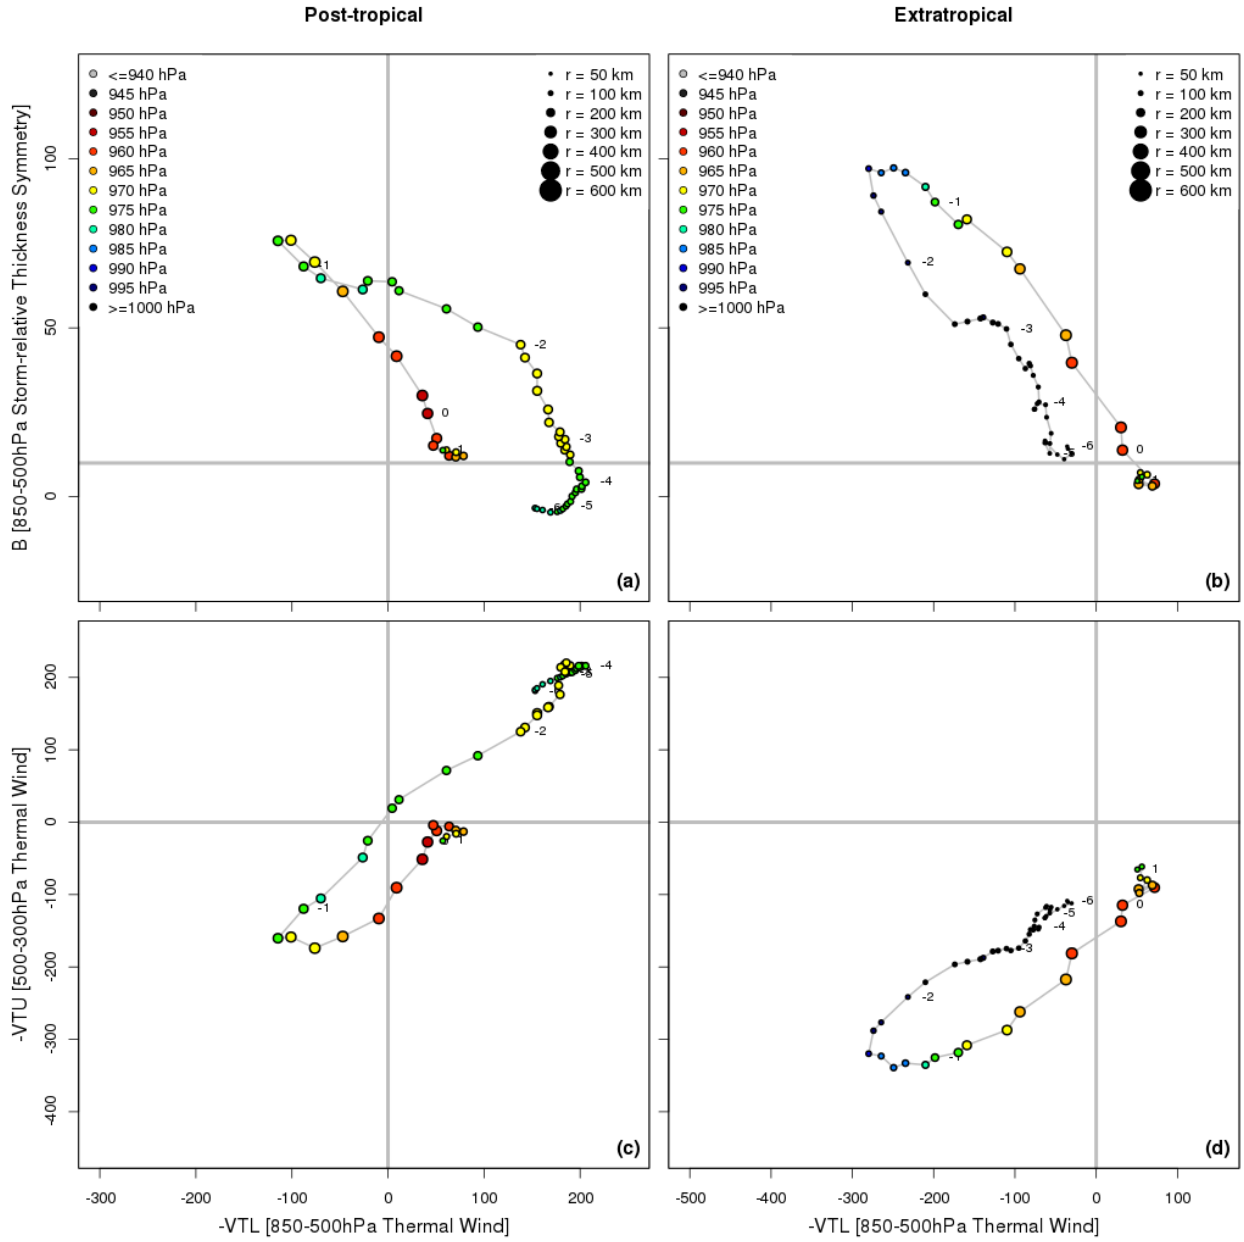 Post-tropical
Extratropical
B [850-500hPa Storm-relative Thickness Symmetry]
100
50
0
<=940 hPa
945 hPa
950 hPa
955 hPa
960 hPa
965 hPa
970 hPa
975 hPa
980 hPa
985 hPa
990 hPa
995 hPa
>=1000 hPa
r = 50 km
r = 100 km
r = 200 km
r = 300 km
r = 400 km
r = 500 km
r = 600 km
-1
-2
0
1
-3
-4
-5
-6
(a)
<=940 hPa
945 hPa
950 hPa
955 hPa
960 hPa
965 hPa
970 hPa
975 hPa
980 hPa
985 hPa
990 hPa
995 hPa
>=1000 hPa
r = 50 km
r = 100 km
r = 200 km
r = 300 km
r = 400 km
r = 500 km
r = 600 km
-1
-2
-3
-4
-6
0
(b)
-VTU [500-300hPa Thermal Wind]
200
100
0
-100
-200
-300
-400
-4
-2
1
-1
(c)
1
0
-6
-5
-4
-3
-2
-1
(d)
-300
-200
-100
0
100
200
-VTL [850-500hPa Thermal Wind]
-500
-400
-300
-200
-100
0
100
-VTL [850-500hPa Thermal Wind]